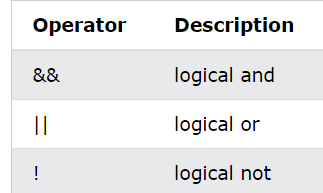 Operator Description
&& logical and
|| logical or
! logical not